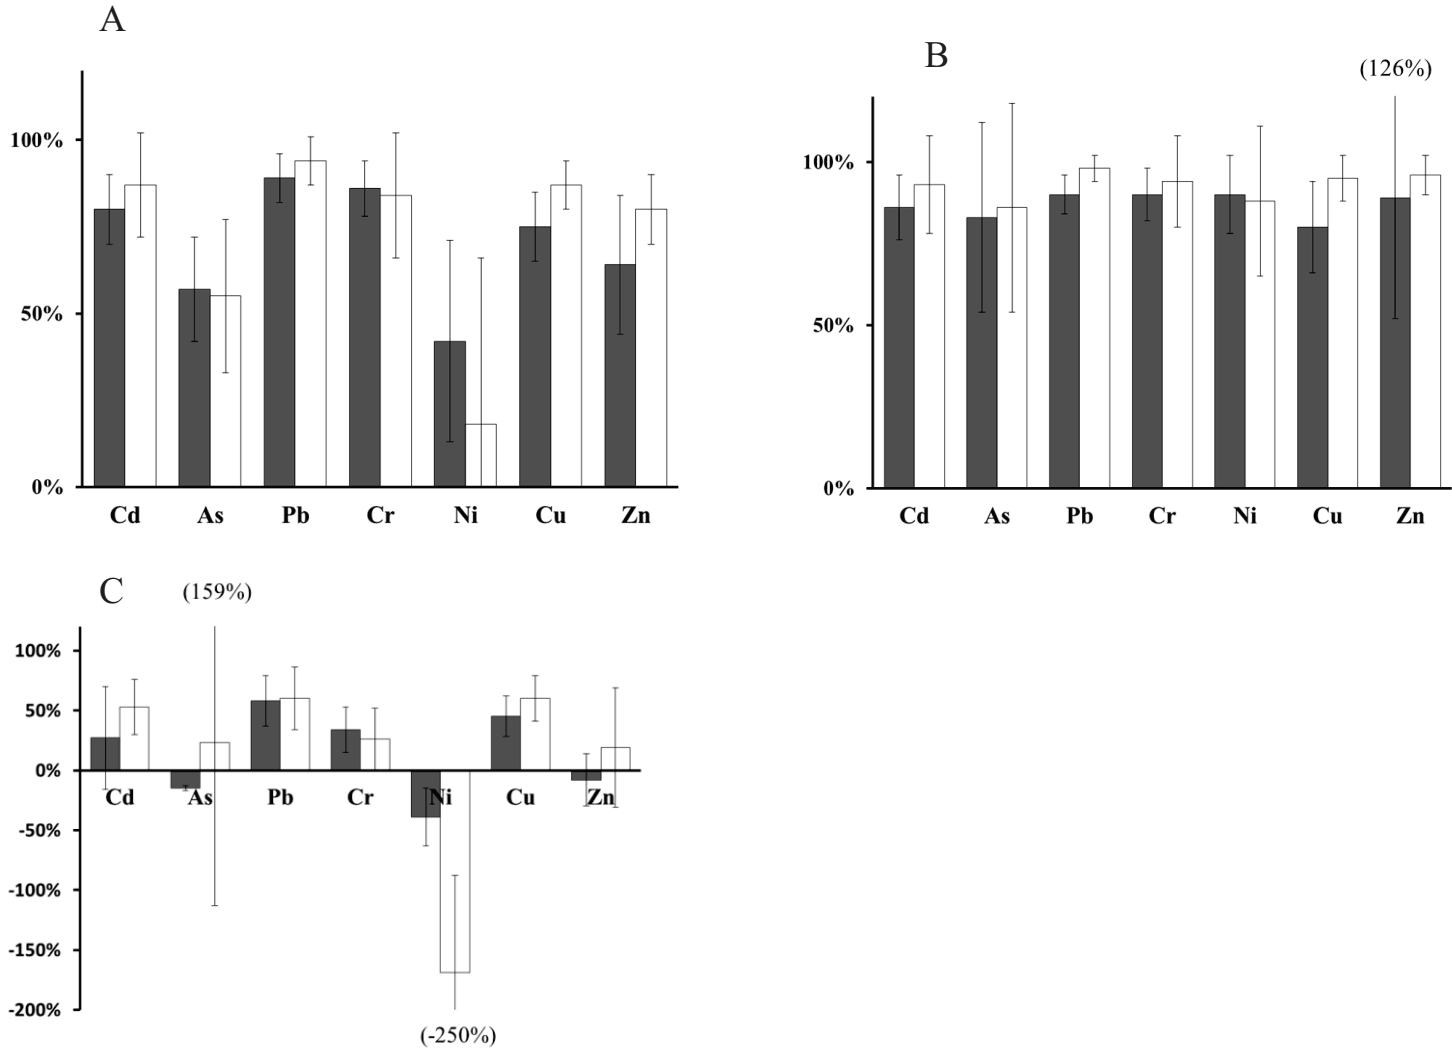 A
100%
50%
0%
Cd As Pb Cr Ni Cu Zn
B
(126%)
100%
50%
0%
Cd As Pb Cr Ni Cu Zn
C
(159%)
100%
50%
0%
Cd As Pb Cr Ni Cu Zn
-50%
-100%
-150%
-200%
(-250%)